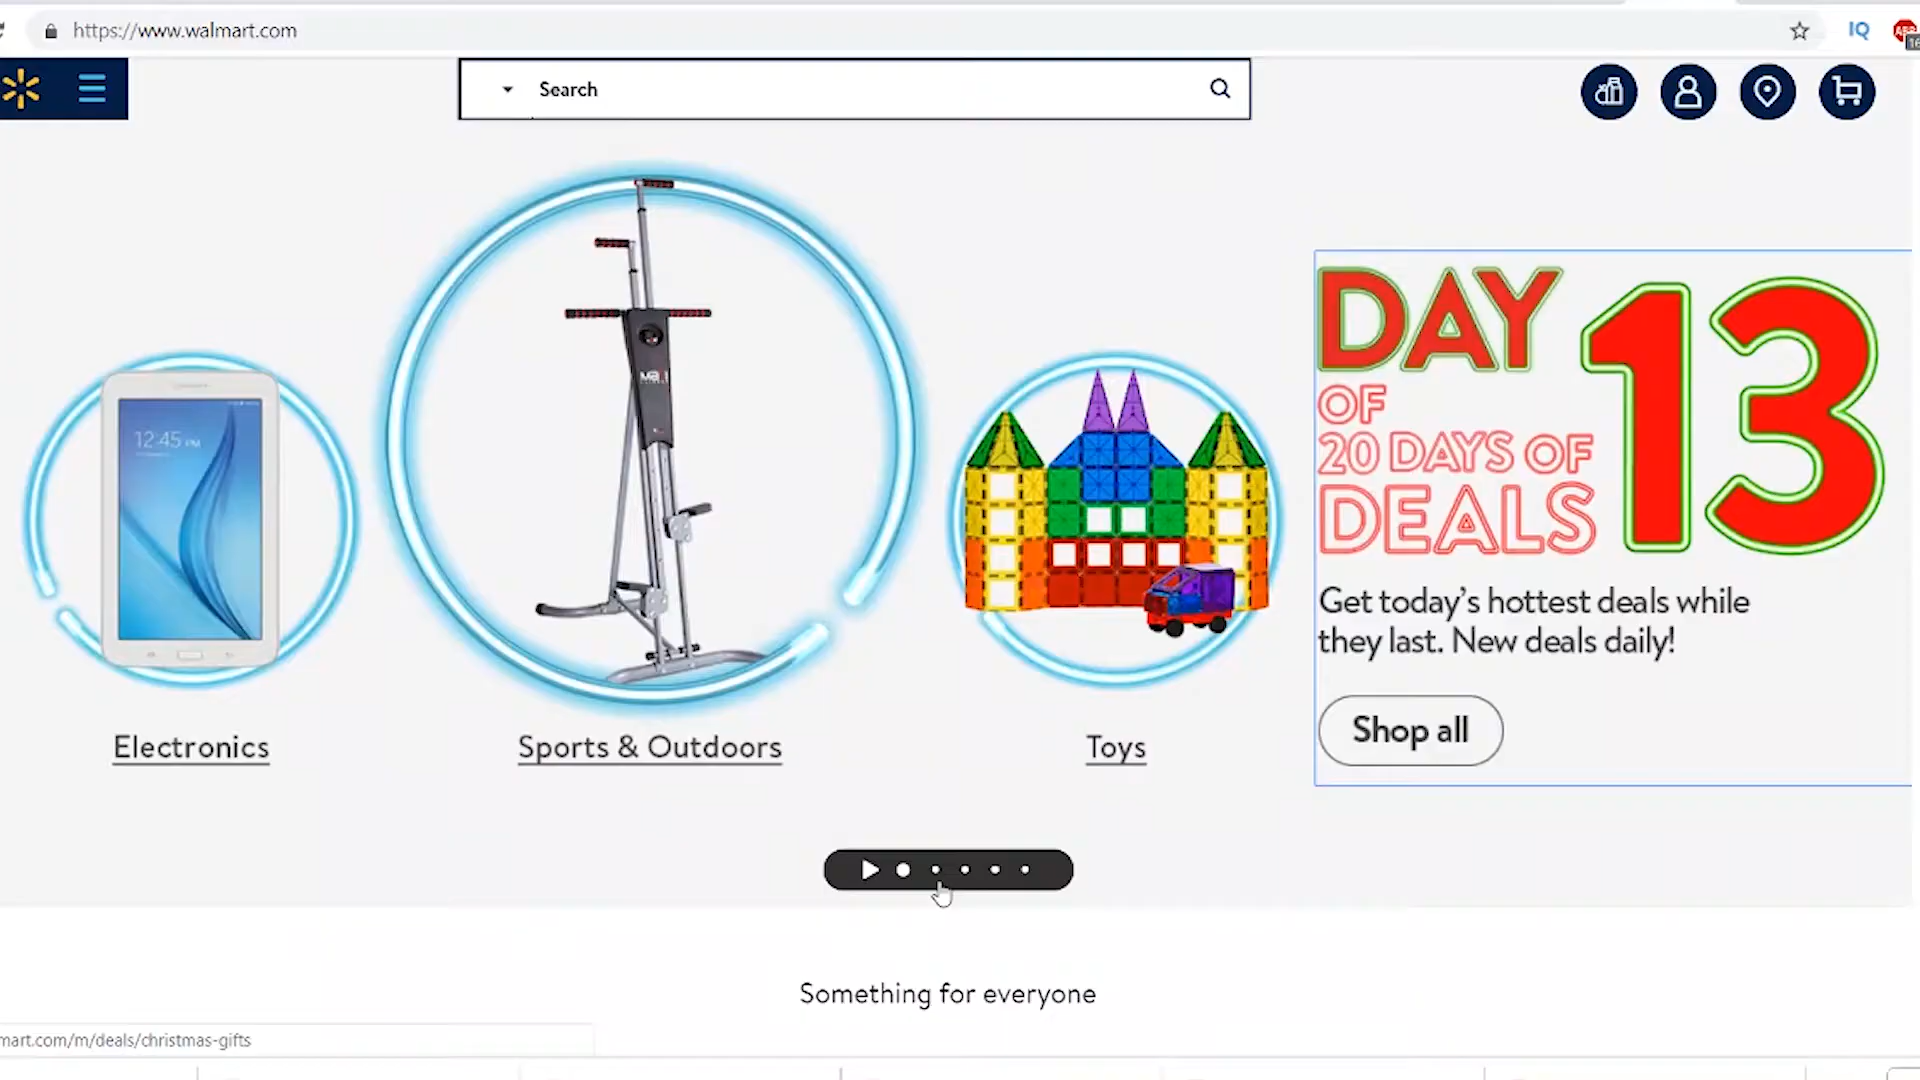 https://www.walmart.com
IQ
ABP
Search
12:45 PM
DAY
13
OF
20 DAYS OF
DEALS
Get today's hottest deals while
they last. New deals daily!
Shop all
Electronics
Sports & Outdoors
Toys
Something for everyone
mart.com/m/deals/christmas-gifts